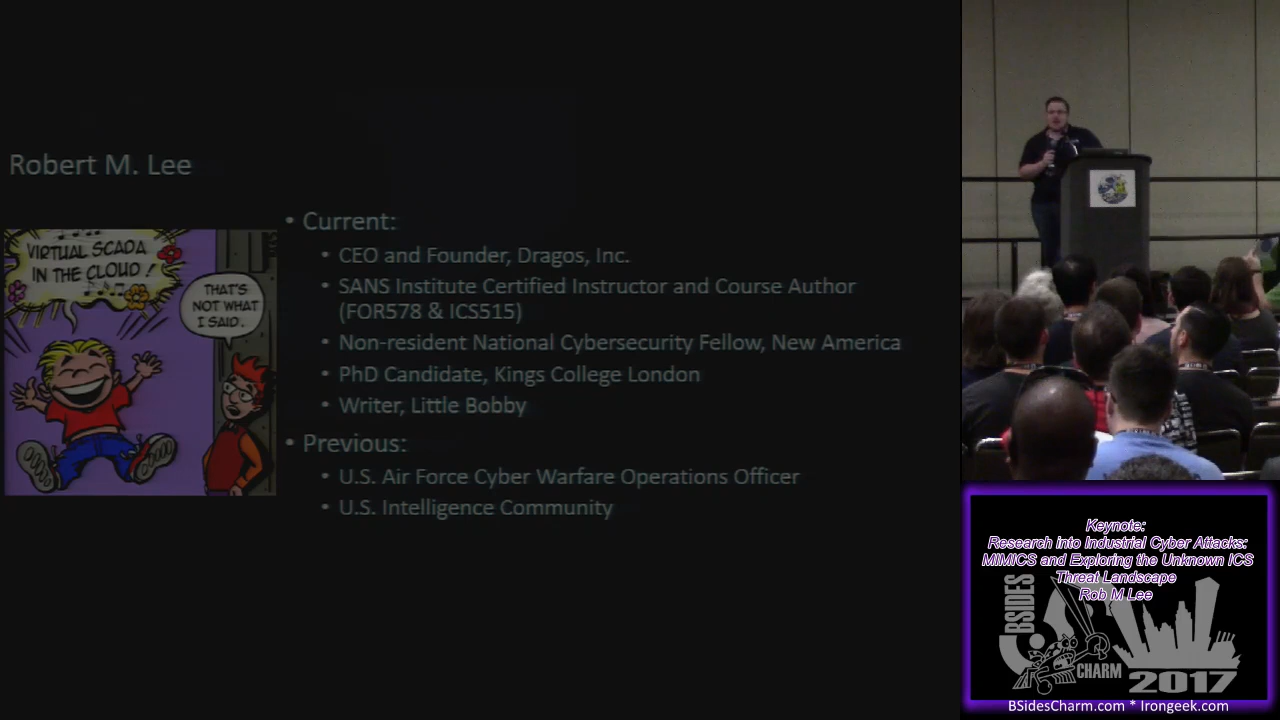 Robert M. Lee
VIRTUAL SCADA
IN THE CLOUD!
THAT'S
NOT WHAT
I SAID.
• Current:
• CEO and Founder, Dragos, Inc.
• SANS Institute Certified Instructor and Course Author
(FOR578 & ICS515)
• Non-resident National Cybersecurity Fellow, New America
• PhD Candidate, Kings College London
• Writer, Little Bobby
• Previous:
• U.S. Air Force Cyber Warfare Operations Officer
• U.S. Intelligence Community
Keynote:
Research into Industrial Cyber Attacks:
MIMICS and Exploring the Unknown ICS
Threat Landscape
Rob M Lee
BSIDES
CHARM
2017
BSidesCharm.com * Irongeek.com